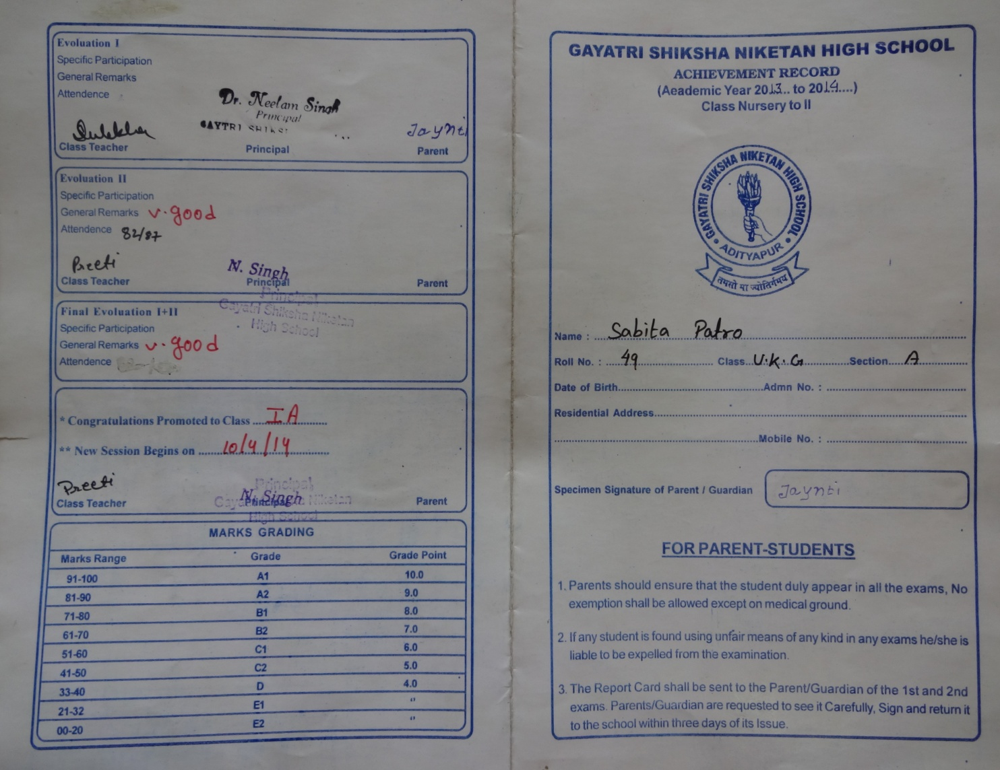 Evoluation I
Specific Participation
General Remarks
Attendence
Dr. Neelam Singh
Principal
GAYTRI SHIKS
Jaynti
Class Teacher Principal Parent
Evoluation II
Specific Participation
General Remarks v.good
Attendence 82/87
Preeti
N. Singh
Class Teacher Principal Parent
Principal
Gayatri Shiksha Niketan
High School
Final Evoluation I+II
Specific Participation
General Remarks v.good
Attendence
* Congratulations Promoted to Class ... I A ...
** New Session Begins on ... 10/4/14 ...
Preeti
Principal
N. Singh
Class Teacher Principal Parent
Gayatri Shiksha Niketan
High School
MARKS GRADING
Marks Range Grade Grade Point
91-100 A1 10.0
81-90 A2 9.0
71-80 B1 8.0
61-70 B2 7.0
51-60 C1 6.0
41-50 C2 5.0
33-40 D 4.0
21-32 E1 "
00-20 E2 "
GAYATRI SHIKSHA NIKETAN HIGH SCHOOL
ACHIEVEMENT RECORD
(Aeademic Year 2013.. to 2014....)
Class Nursery to II
GAYATRI SHIKSHA NIKETAN HIGH SCHOOL
• ADITYAPUR •
तमसो मा ज्योतिर्गमय
Name : Sabita Patro
Roll No. : 49 Class U.K.G Section A
Date of Birth Admn No. :
Residential Address
Mobile No. :
Specimen Signature of Parent / Guardian Jaynti
FOR PARENT-STUDENTS
1. Parents should ensure that the student duly appear in all the exams, No
exemption shall be allowed except on medical ground.
2. If any student is found using unfair means of any kind in any exams he/she is
liable to be expelled from the examination.
3. The Report Card shall be sent to the Parent/Guardian of the 1st and 2nd
exams. Parents/Guardian are requested to see it Carefully, Sign and return it
to the school within three days of its Issue.